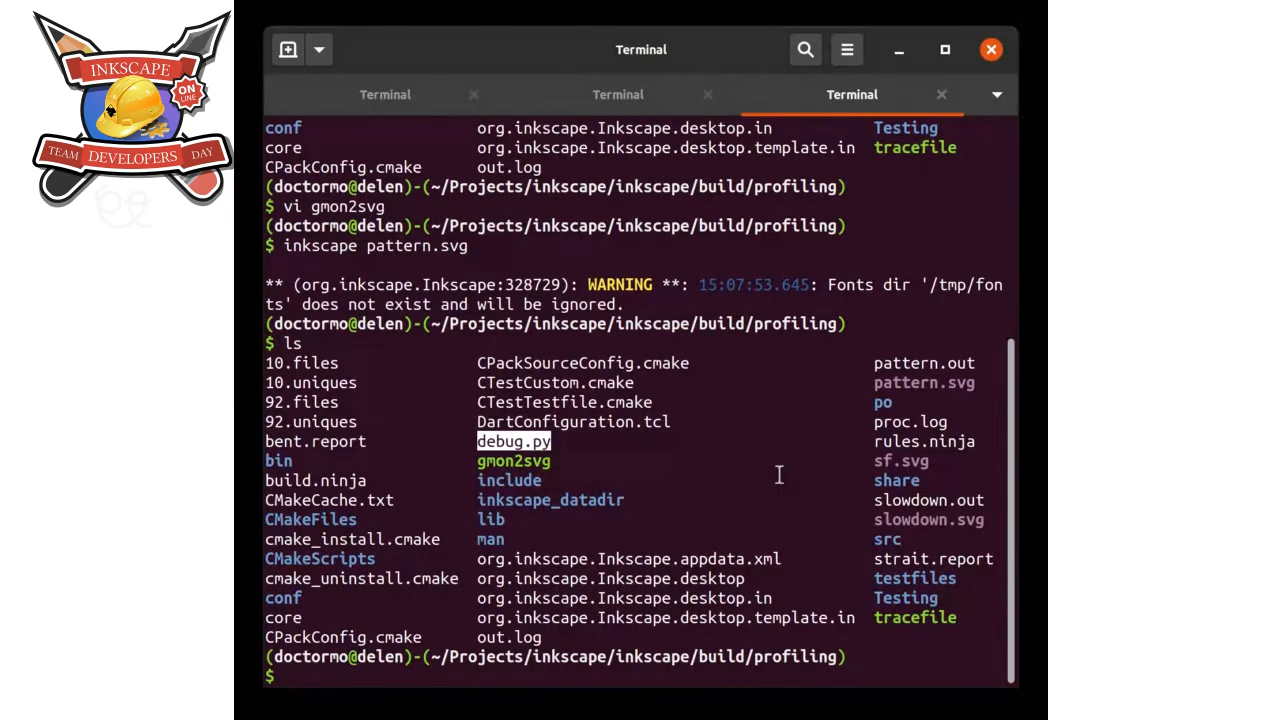 INKSCAPE
ON
LINE
TEAM DEVELOPERS DAY
Terminal
Terminal Terminal Terminal
conf org.inkscape.Inkscape.desktop.in Testing
core org.inkscape.Inkscape.desktop.template.in tracefile
CPackConfig.cmake out.log
(doctormo@delen)-(~/Projects/inkscape/inkscape/build/profiling)
$ vi gmon2svg
(doctormo@delen)-(~/Projects/inkscape/inkscape/build/profiling)
$ inkscape pattern.svg
** (org.inkscape.Inkscape:328729): WARNING **: 15:07:53.645: Fonts dir '/tmp/fon
ts' does not exist and will be ignored.
(doctormo@delen)-(~/Projects/inkscape/inkscape/build/profiling)
$ ls
10.files CPackSourceConfig.cmake pattern.out
10.uniques CTestCustom.cmake pattern.svg
92.files CTestTestfile.cmake po
92.uniques DartConfiguration.tcl proc.log
bent.report debug.py rules.ninja
bin gmon2svg sf.svg
build.ninja include share
CMakeCache.txt inkscape_datadir slowdown.out
CMakeFiles lib slowdown.svg
cmake_install.cmake man src
CMakeScripts org.inkscape.Inkscape.appdata.xml strait.report
cmake_uninstall.cmake org.inkscape.Inkscape.desktop testfiles
conf org.inkscape.Inkscape.desktop.in Testing
core org.inkscape.Inkscape.desktop.template.in tracefile
CPackConfig.cmake out.log
(doctormo@delen)-(~/Projects/inkscape/inkscape/build/profiling)
$